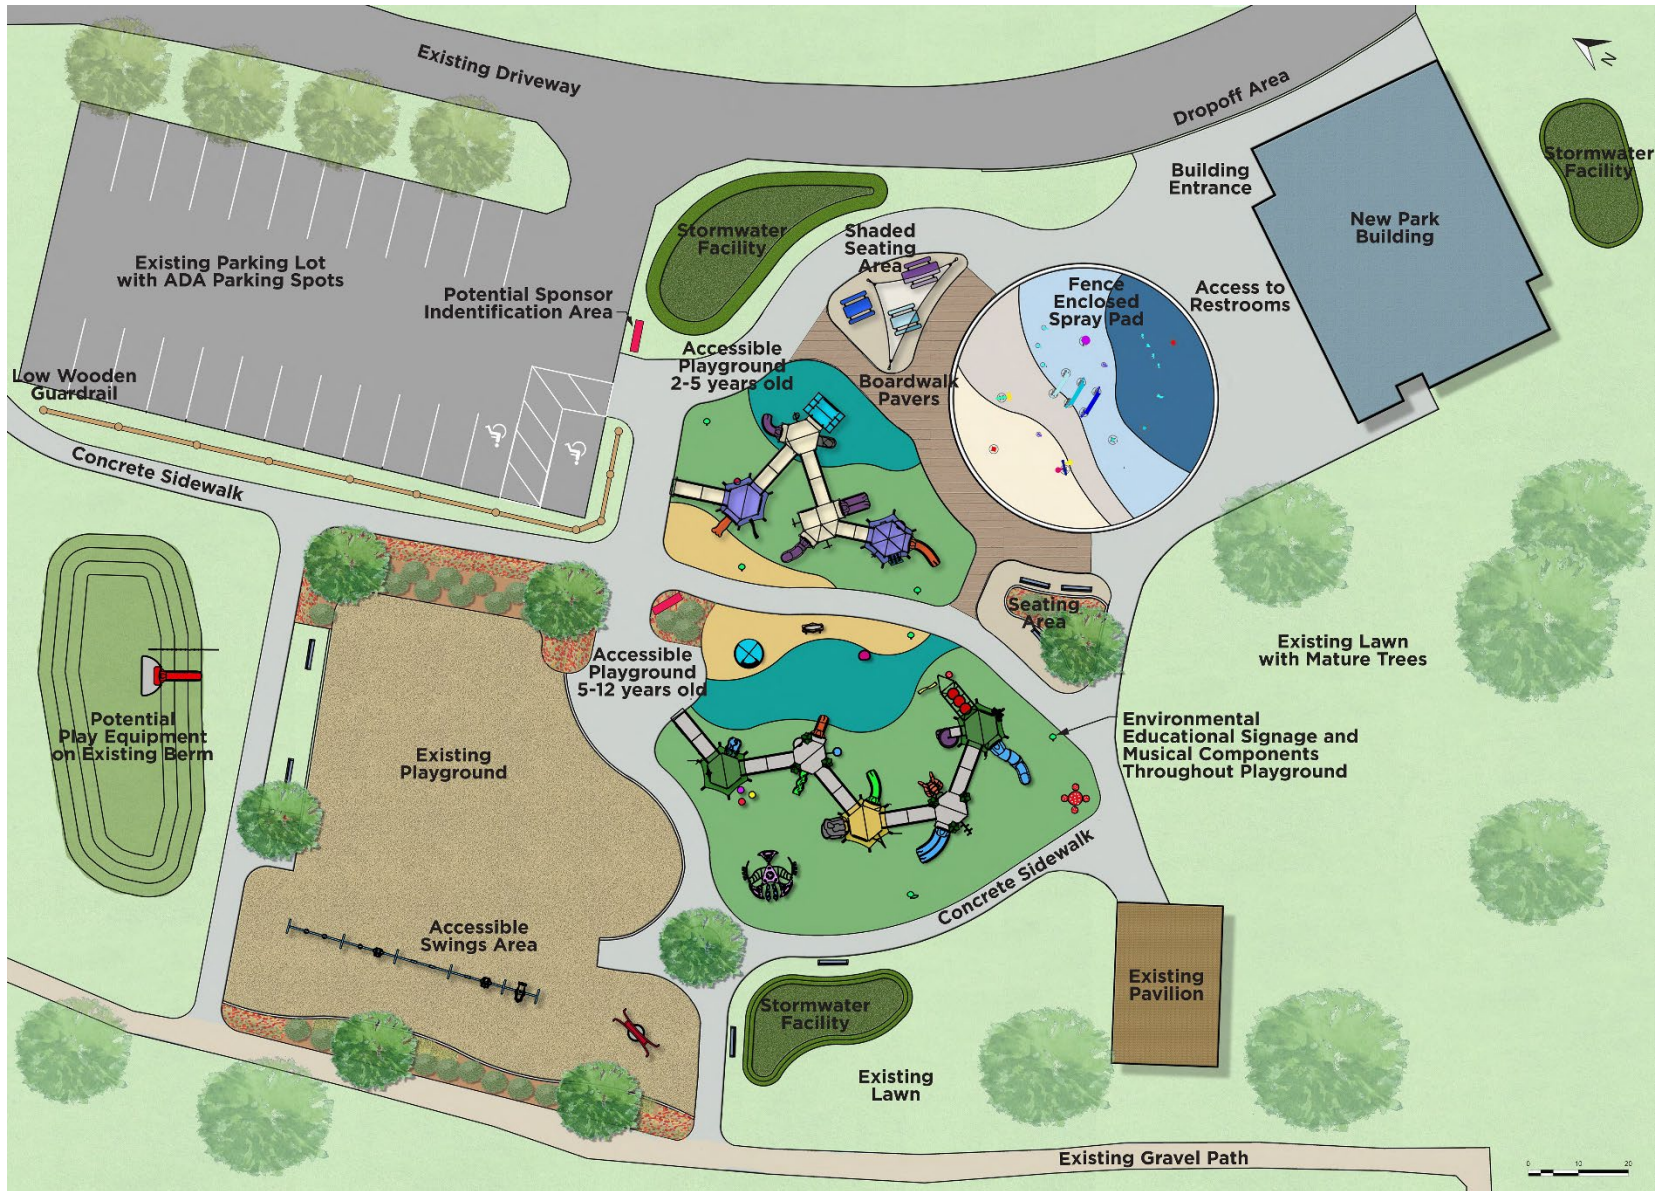 Existing Driveway
Dropoff Area
N
Stormwater
Facility
Building
Entrance
New Park
Building
Stormwater
Facility
Shaded
Seating
Area
Existing Parking Lot
with ADA Parking Spots
Potential Sponsor
Indentification Area
Fence
Enclosed
Spray Pad
Access to
Restrooms
Accessible
Playground
2-5 years old
Boardwalk
Pavers
Low Wooden
Guardrail
Concrete Sidewalk
Seating
Area
Existing Lawn
with Mature Trees
Accessible
Playground
5-12 years old
Potential
Play Equipment
on Existing Berm
Existing
Playground
Environmental
Educational Signage and
Musical Components
Throughout Playground
Concrete Sidewalk
Accessible
Swings Area
Existing
Pavilion
Stormwater
Facility
Existing
Lawn
Existing Gravel Path
0 10 20